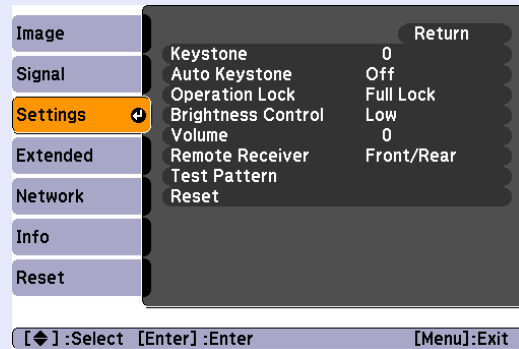 Image
Signal
Settings
Extended
Network
Info
Reset
Return
Keystone 0
Auto Keystone Off
Operation Lock Full Lock
Brightness Control Low
Volume 0
Remote Receiver Front/Rear
Test Pattern
Reset
[◆] :Select [Enter] :Enter [Menu]:Exit